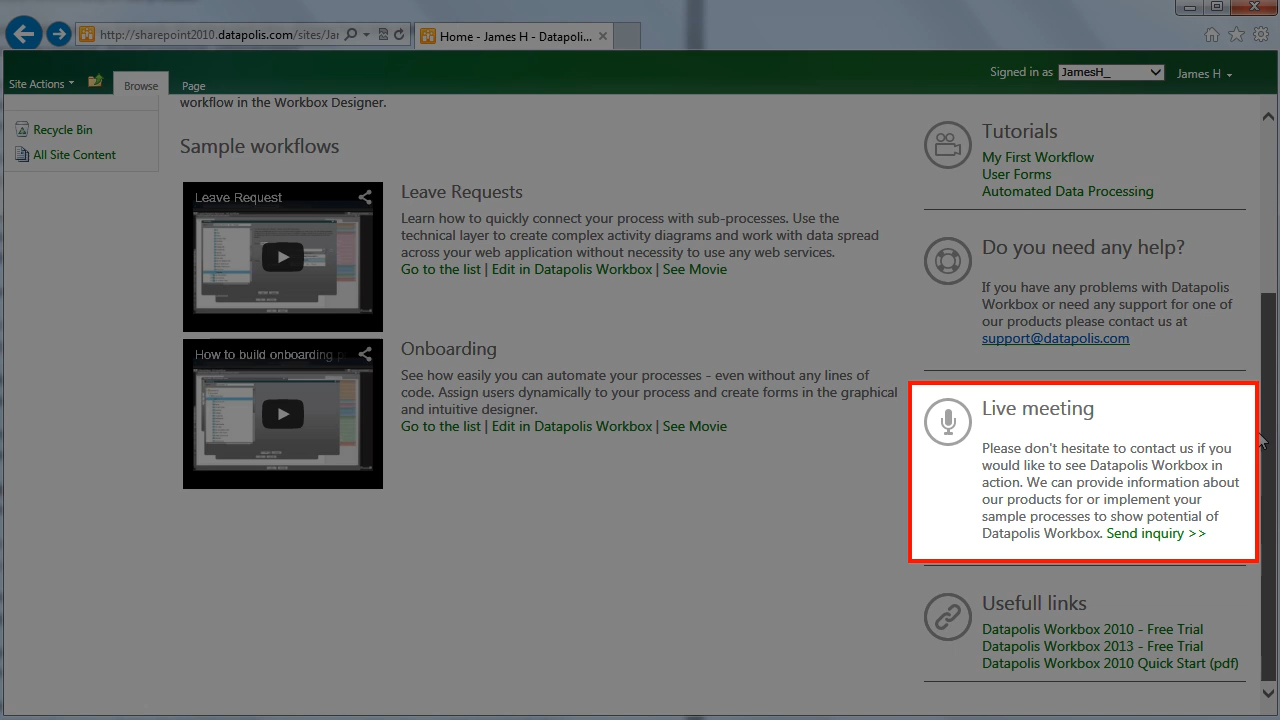 http://sharepoint2010.datapolis.com/sites/Jar
Home - James H - Datapoli...
Site Actions
Browse
Page
Signed in as JamesH_ James H
workflow in the Workbox Designer.
Recycle Bin
All Site Content
Sample workflows
Leave Request
Leave Requests
Learn how to quickly connect your process with sub-processes. Use the
technical layer to create complex activity diagrams and work with data spread
across your web application without necessity to use any web services.
Go to the list | Edit in Datapolis Workbox | See Movie
How to build onboarding p
Onboarding
See how easily you can automate your processes - even without any lines of
code. Assign users dynamically to your process and create forms in the graphical
and intuitive designer.
Go to the list | Edit in Datapolis Workbox | See Movie
Tutorials
My First Workflow
User Forms
Automated Data Processing
Do you need any help?
If you have any problems with Datapolis
Workbox or need any support for one of
our products please contact us at
support@datapolis.com
Live meeting
Please don't hesitate to contact us if you
would like to see Datapolis Workbox in
action. We can provide information about
our products for or implement your
sample processes to show potential of
Datapolis Workbox. Send inquiry >>
Usefull links
Datapolis Workbox 2010 - Free Trial
Datapolis Workbox 2013 - Free Trial
Datapolis Workbox 2010 Quick Start (pdf)